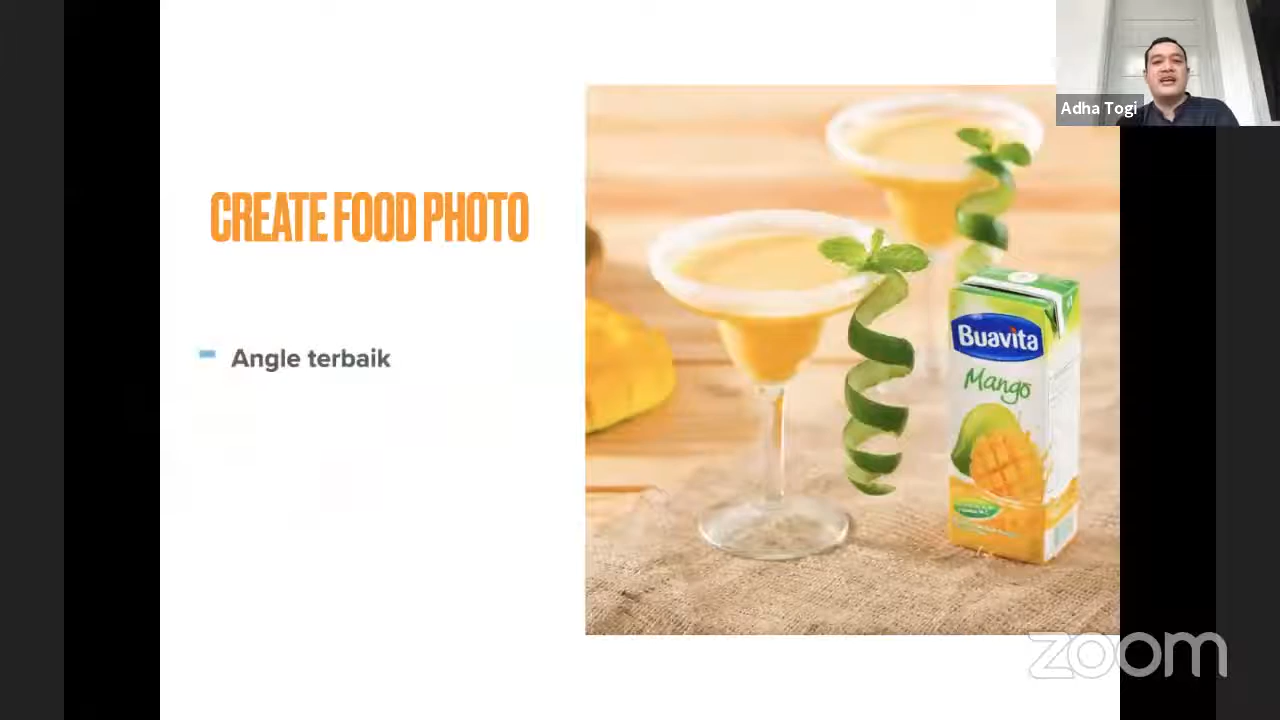 Adha Togi
CREATE FOOD PHOTO
Angle terbaik
Buavita
Mango
zoom